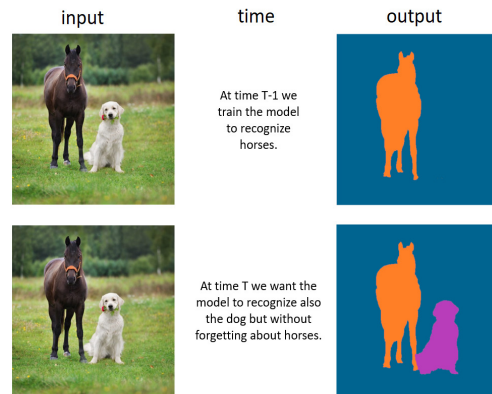 input time output
At time T-1 we
train the model
to recognize
horses.
At time T we want the
model to recognize also
the dog but without
forgetting about horses.